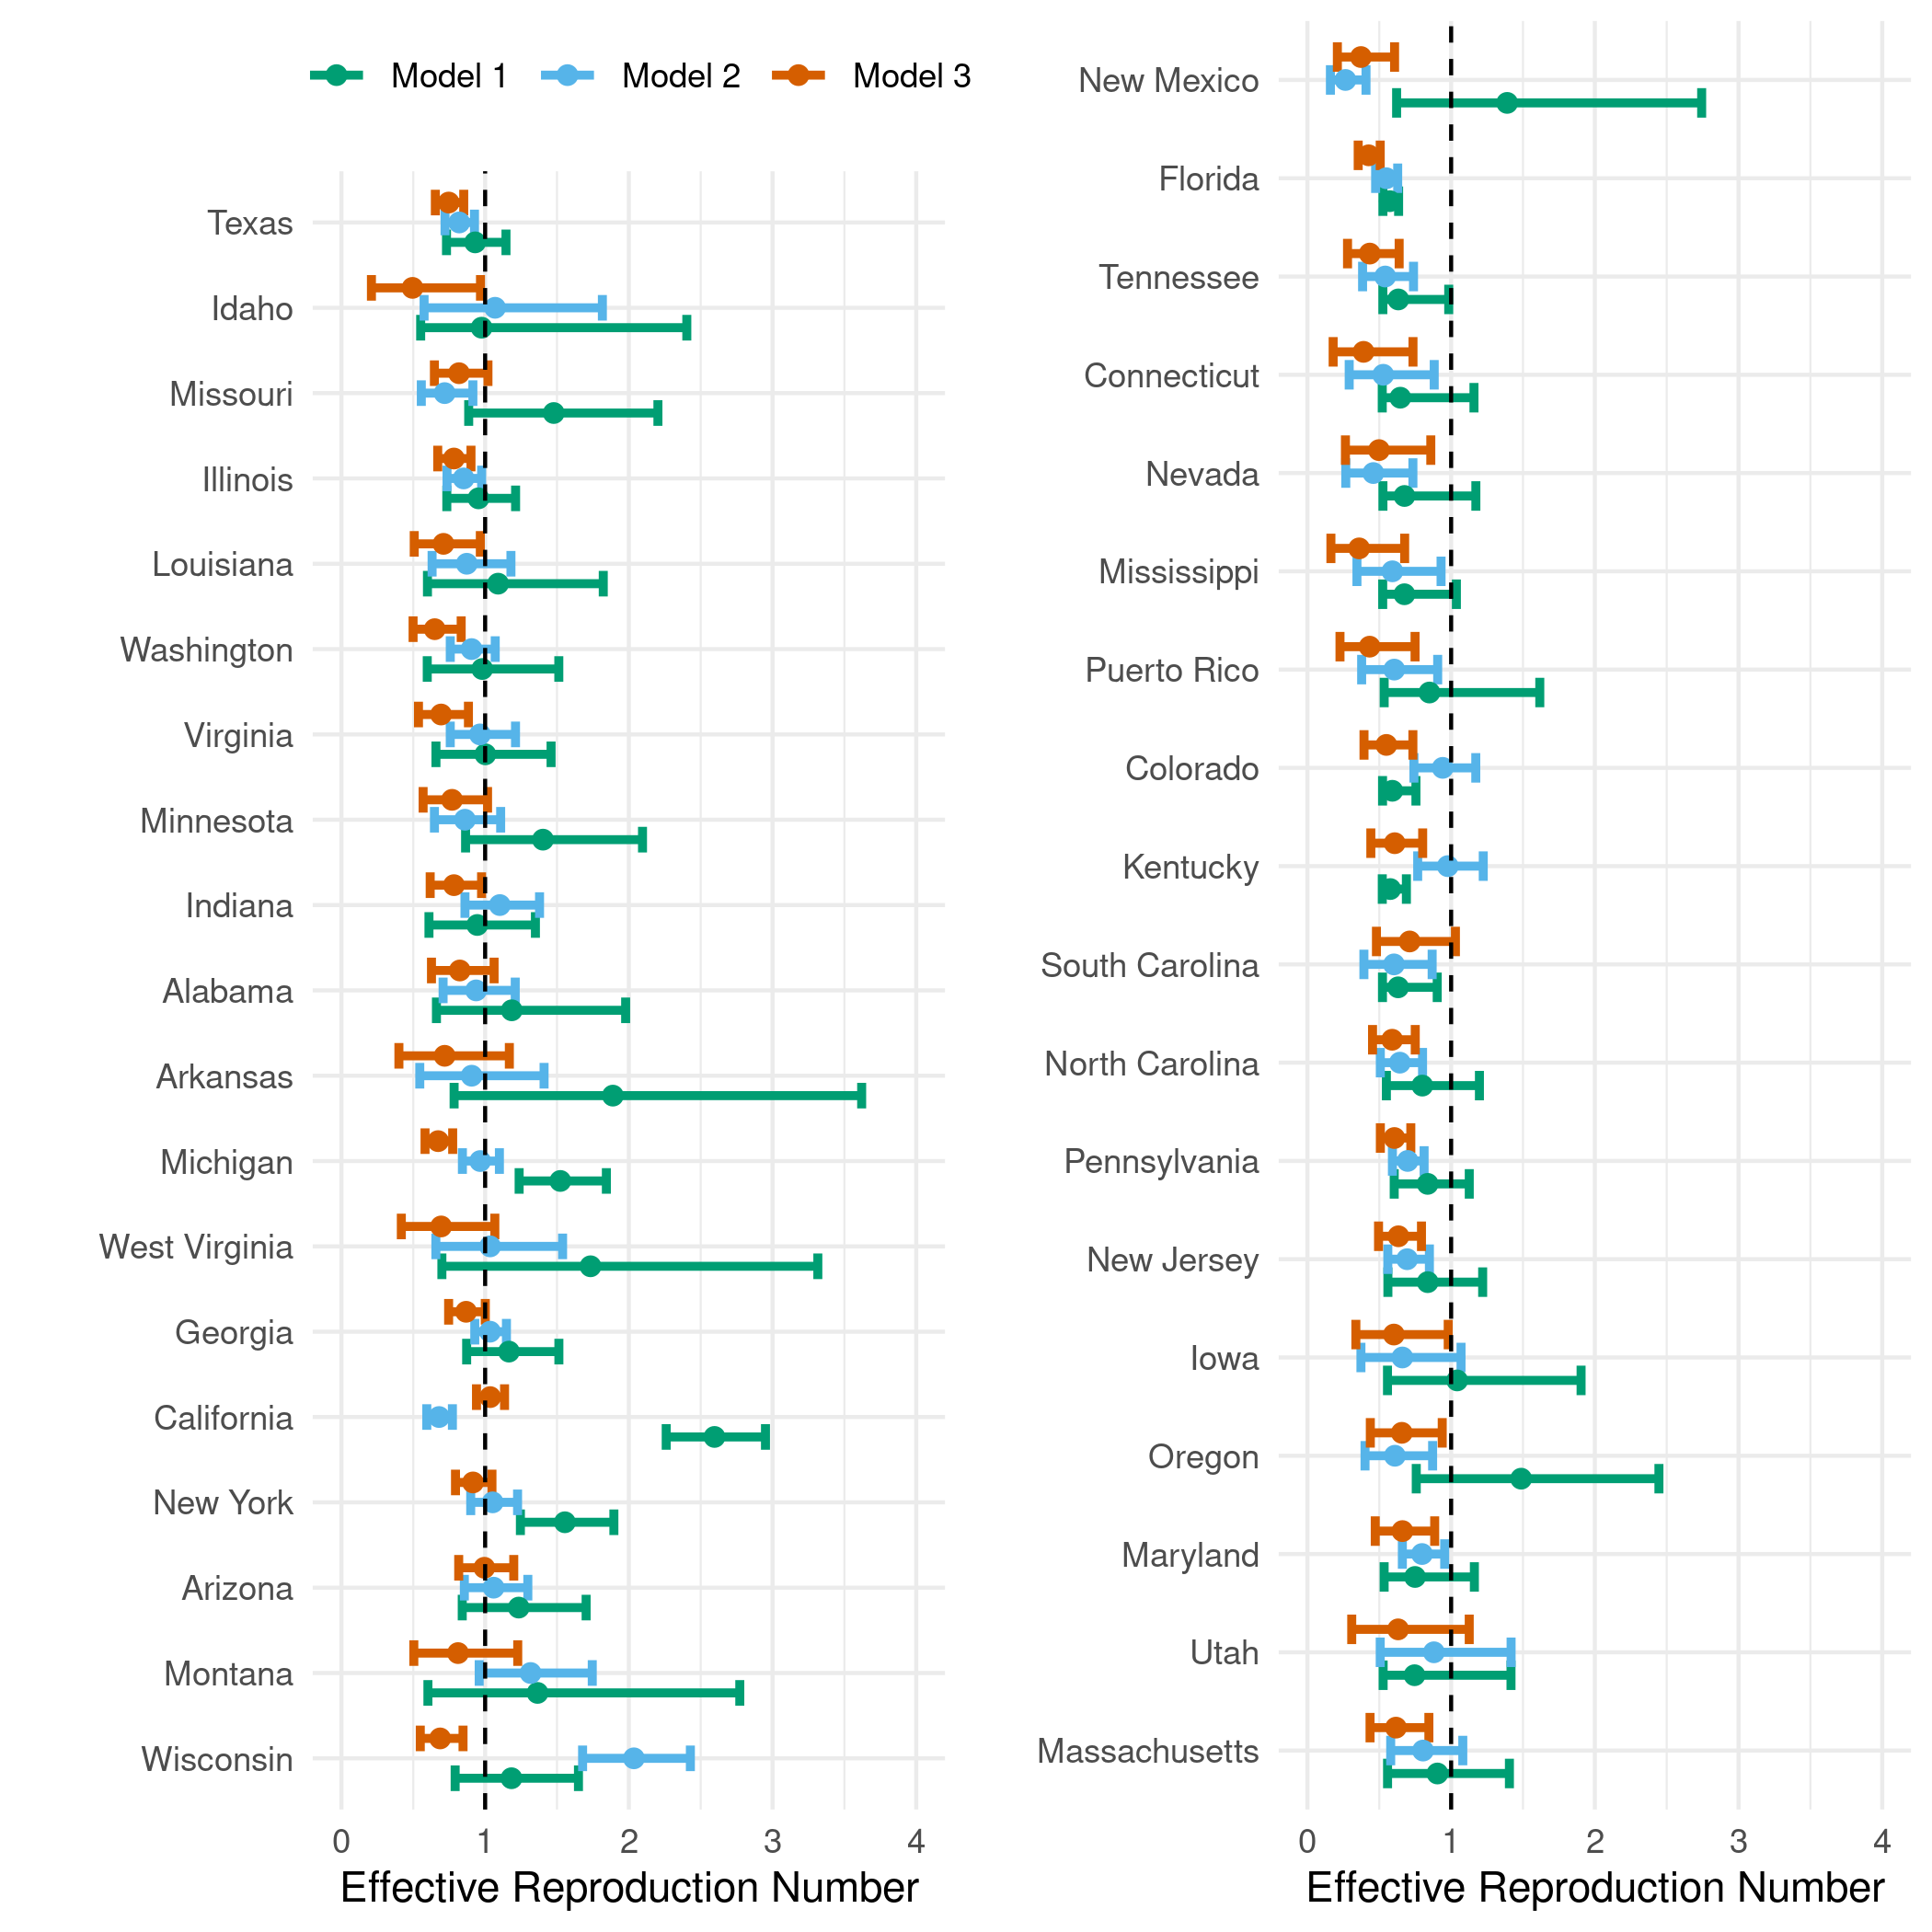 Model 1 Model 2 Model 3
Texas
Idaho
Missouri
Illinois
Louisiana
Washington
Virginia
Minnesota
Indiana
Alabama
Arkansas
Michigan
West Virginia
Georgia
California
New York
Arizona
Montana
Wisconsin
0 1 2 3 4
Effective Reproduction Number
New Mexico
Florida
Tennessee
Connecticut
Nevada
Mississippi
Puerto Rico
Colorado
Kentucky
South Carolina
North Carolina
Pennsylvania
New Jersey
Iowa
Oregon
Maryland
Utah
Massachusetts
0 1 2 3 4
Effective Reproduction Number